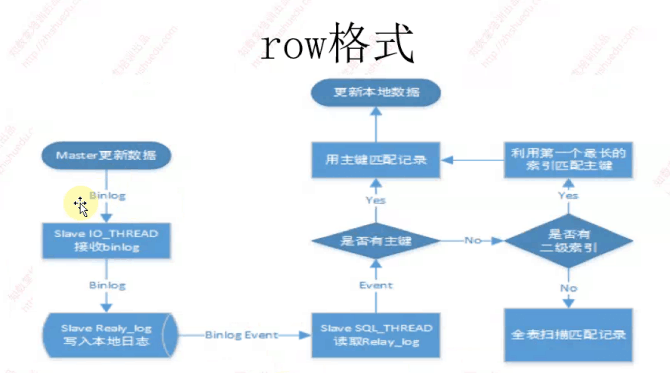 row格式
更新本地数据
Master更新数据
用主键匹配记录
利用第一个最长的
索引匹配主键
Binlog
Yes
Yes
Slave IO_THREAD
接收binlog
是否有主键
No
是否有
二级索引
Binlog
Event
No
Slave Realy_log
写入本地日志
Binlog Event
Slave SQL_THREAD
读取Relay_log
全表扫描匹配记录